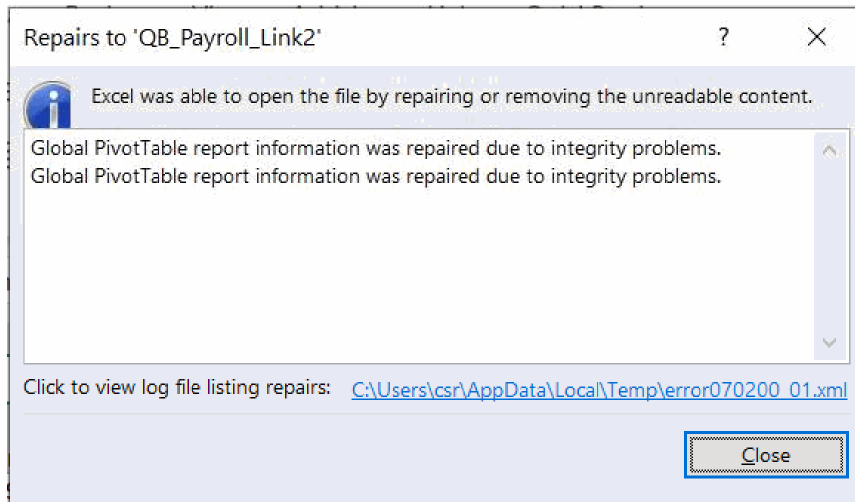 Repairs to 'QB_Payroll_Link2'
?
Excel was able to open the file by repairing or removing the unreadable content.
Global PivotTable report information was repaired due to integrity problems.
Global PivotTable report information was repaired due to integrity problems.
Click to view log file listing repairs: C:\Users\csr\AppData\Local\Temp\error070200_01.xml
Close